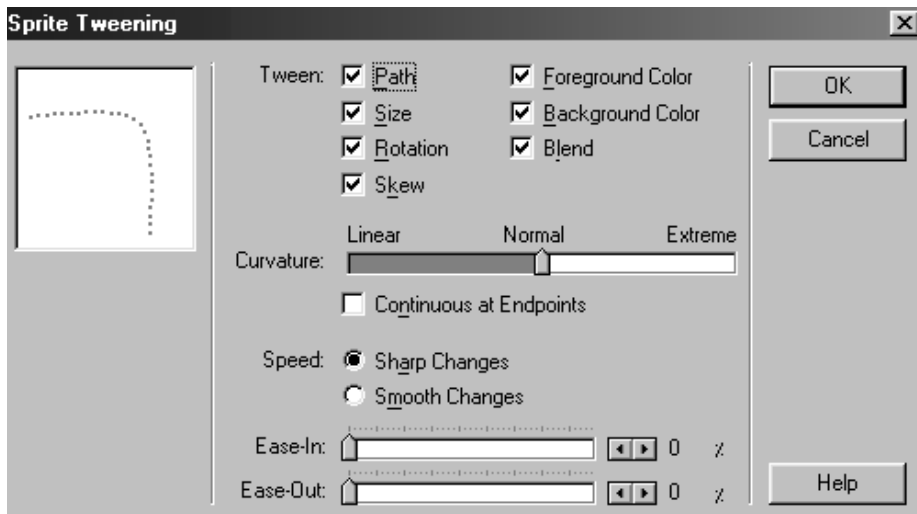 Sprite Tweening
Tween: Path Foreground Color
Size Background Color
Rotation Blend
Skew
OK
Cancel
Linear Normal Extreme
Curvature:
Continuous at Endpoints
Speed: Sharp Changes
Smooth Changes
Ease-In: 0 %
Ease-Out: 0 %
Help